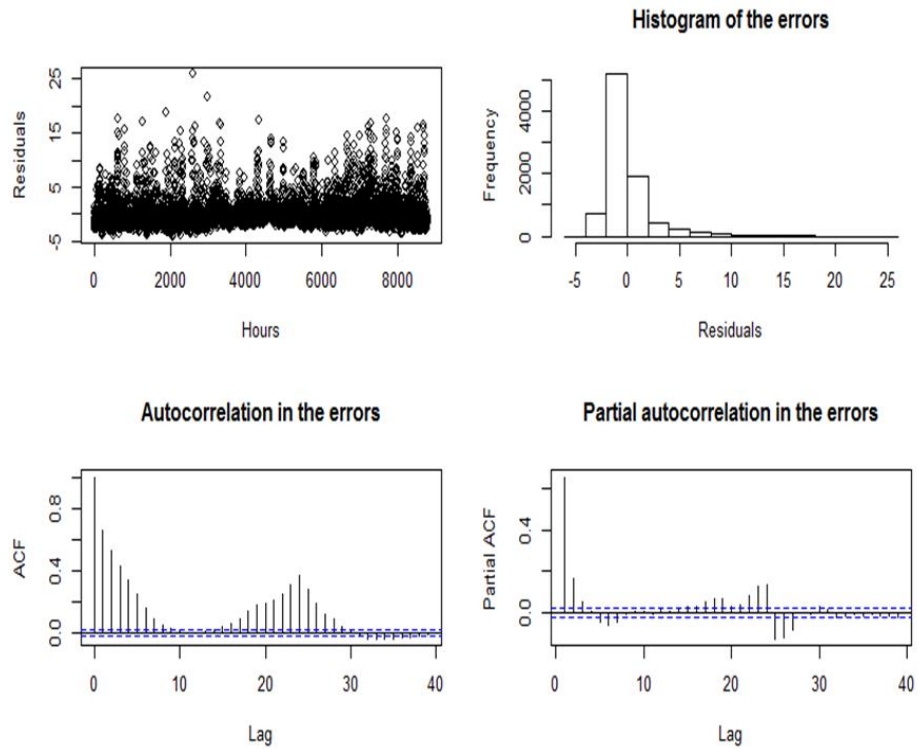 Residuals
25
15
5
-5
0 2000 4000 6000 8000
Hours
Histogram of the errors
Frequency
4000
2000
0
-5 0 5 10 15 20 25
Residuals
Autocorrelation in the errors
ACF
0.8
0.4
0.0
0 10 20 30 40
Lag
Partial autocorrelation in the errors
Partial ACF
0.4
0.0
0 10 20 30 40
Lag